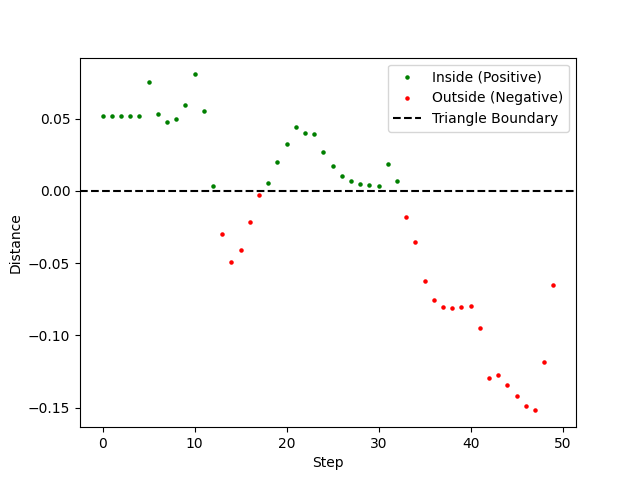 Inside (Positive)
Outside (Negative)
Triangle Boundary
0.05
0.00
−0.05
−0.10
−0.15
Distance
0 10 20 30 40 50
Step